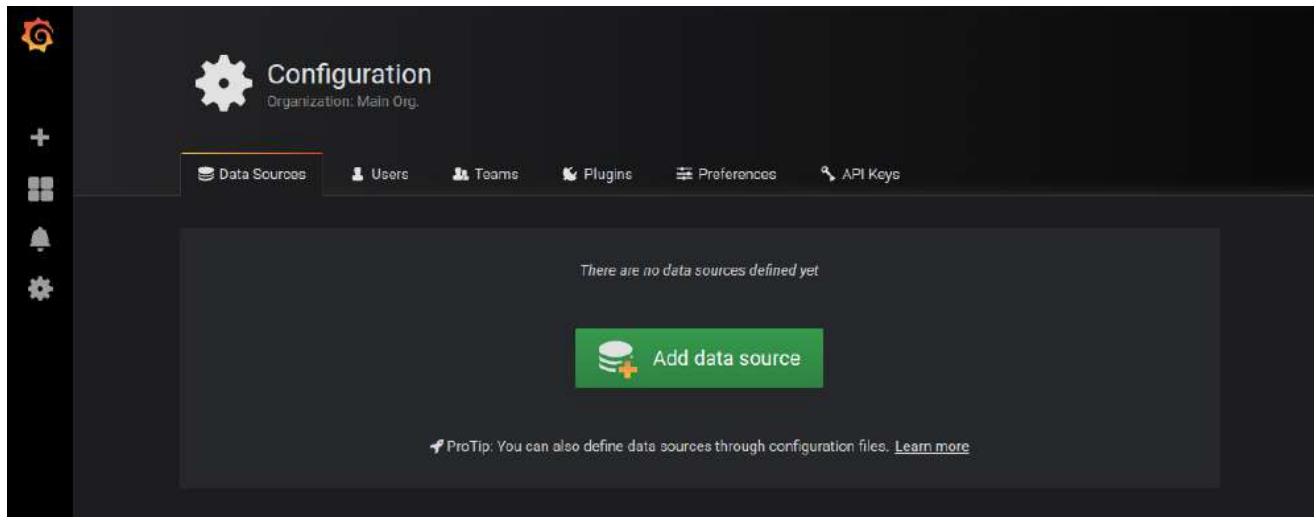 Configuration
Organization: Main Org.
Data Sources Users Teams Plugins Preferences API Keys
There are no data sources defined yet
Add data source
ProTip: You can also define data sources through configuration files. Learn more